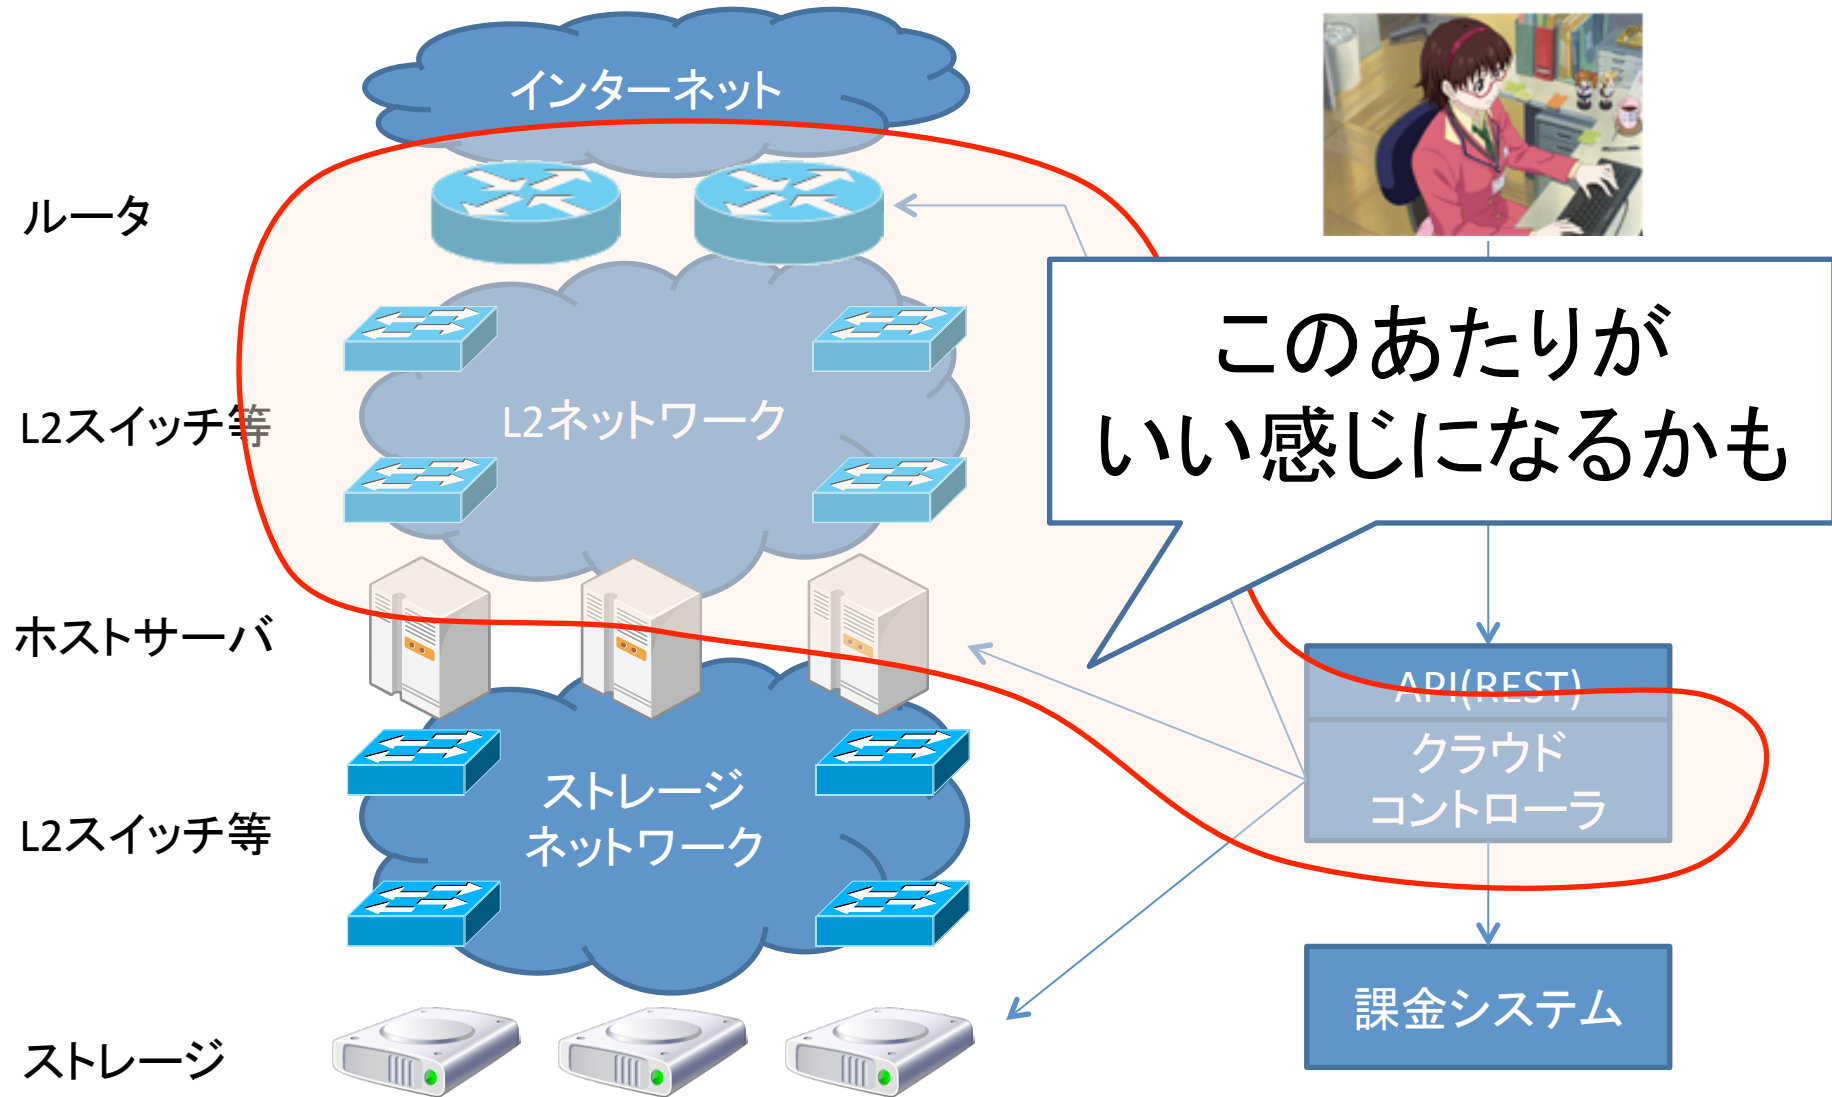 インターネット
ルータ
このあたりが
いい感じになるかも
L2スイッチ等
L2ネットワーク
ホストサーバ
API(REST)
クラウド
コントローラ
L2スイッチ等
ストレージ
ネットワーク
課金システム
ストレージ